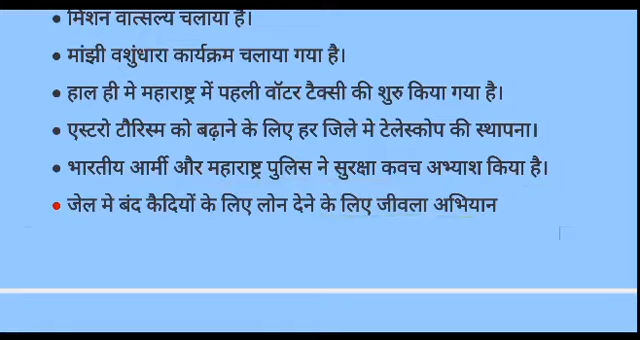 • मिशन वात्सल्य चलाया है।
• मांझी वशुंधारा कार्यक्रम चलाया गया है।
• हाल ही मे महाराष्ट्र में पहली वॉटर टैक्सी की शुरु किया गया है।
• एस्टरो टौरिस्म को बढ़ाने के लिए हर जिले मे टेलेस्कोप की स्थापना।
• भारतीय आर्मी और महाराष्ट्र पुलिस ने सुरक्षा कवच अभ्याश किया है।
• जेल मे बंद कैदियों के लिए लोन देने के लिए जीवला अभियान